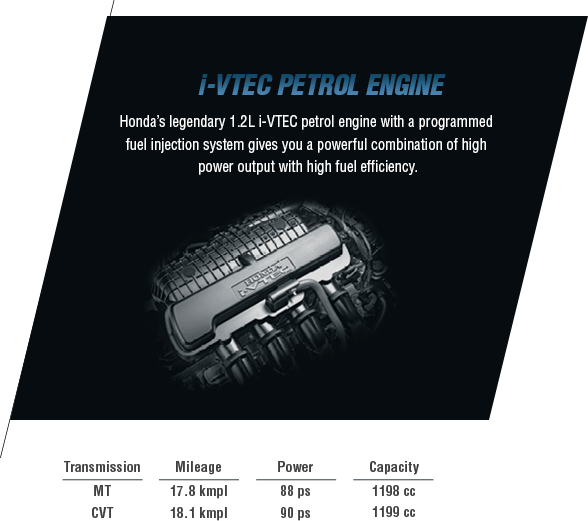 i-VTEC PETROL ENGINE
Honda's legendary 1.2L i-VTEC petrol engine with a programmed
fuel injection system gives you a powerful combination of high
power output with high fuel efficiency.
HONDA
i-VTEC
Transmission Mileage Power Capacity
MT 17.8 kmpl 88 ps 1198 cc
CVT 18.1 kmpl 90 ps 1199 cc